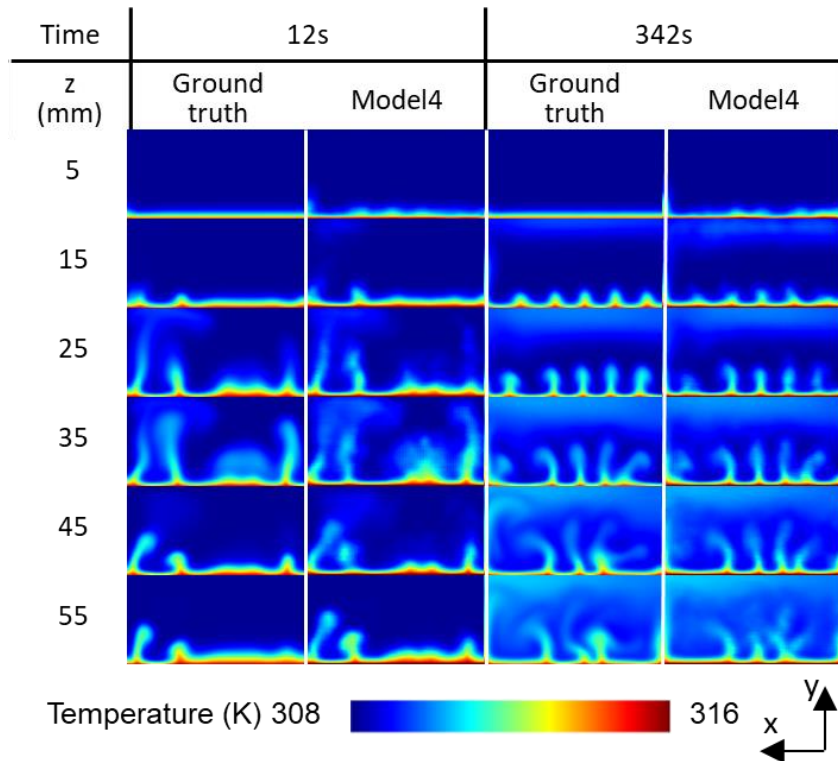 Time 12s 342s
z (mm) Ground truth Model4 Ground truth Model4
5
15
25
35
45
55
Temperature (K) 308 316
y
x